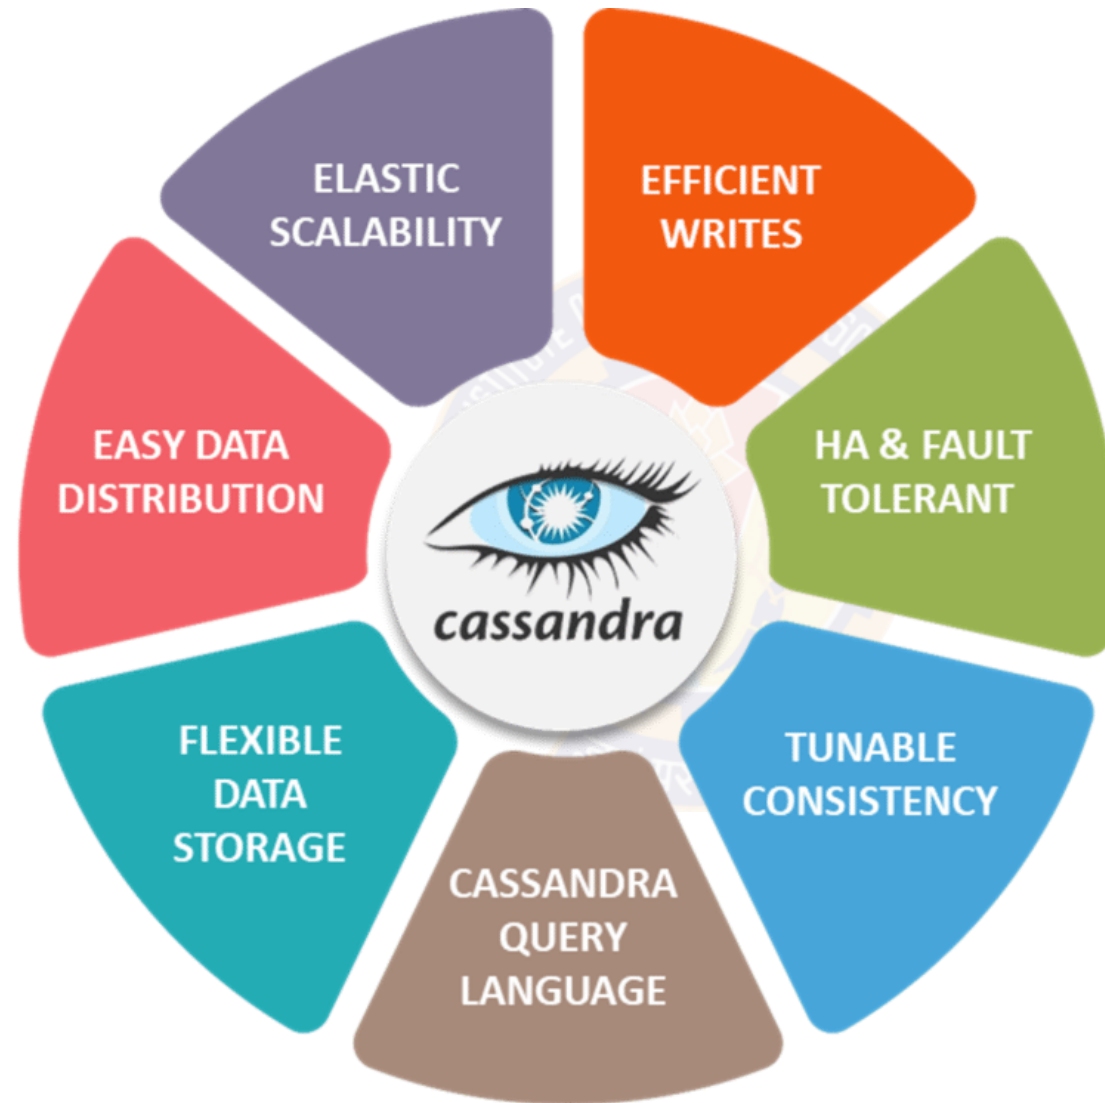 ELASTIC
SCALABILITY
EFFICIENT
WRITES
EASY DATA
DISTRIBUTION
HA & FAULT
TOLERANT
cassandra
FLEXIBLE
DATA
STORAGE
TUNABLE
CONSISTENCY
CASSANDRA
QUERY
LANGUAGE